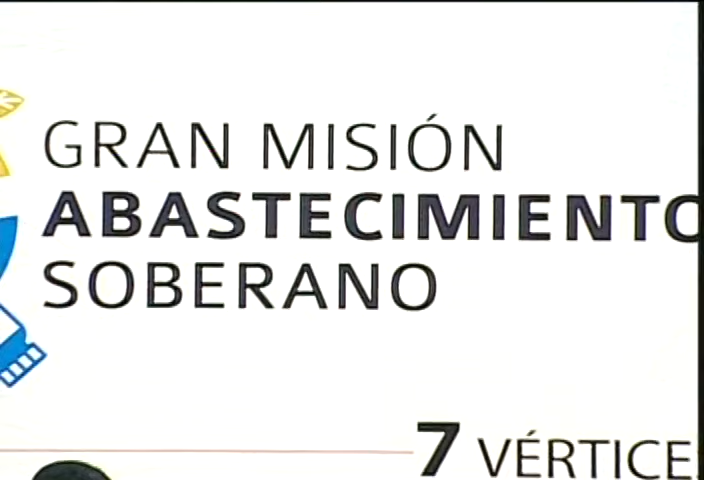 GRAN MISIÓN
ABASTECIMIENTO
SOBERANO
7 VÉRTICE